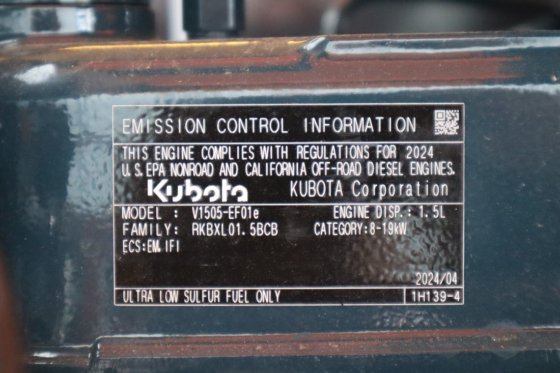 EMISSION CONTROL INFORMATION
THIS ENGINE COMPLIES WITH REGULATIONS FOR 2024
U.S.EPA NONROAD AND CALIFORNIA OFF-ROAD DIESEL ENGINES.
Kubota KUBOTA Corporation
MODEL : V1505-EF01e ENGINE DISP.: 1.5L
FAMILY: RKBXL01.5BCB CATEGORY:8-19kW
ECS:EM,IFI
2024/04
ULTRA LOW SULFUR FUEL ONLY 1H139-4